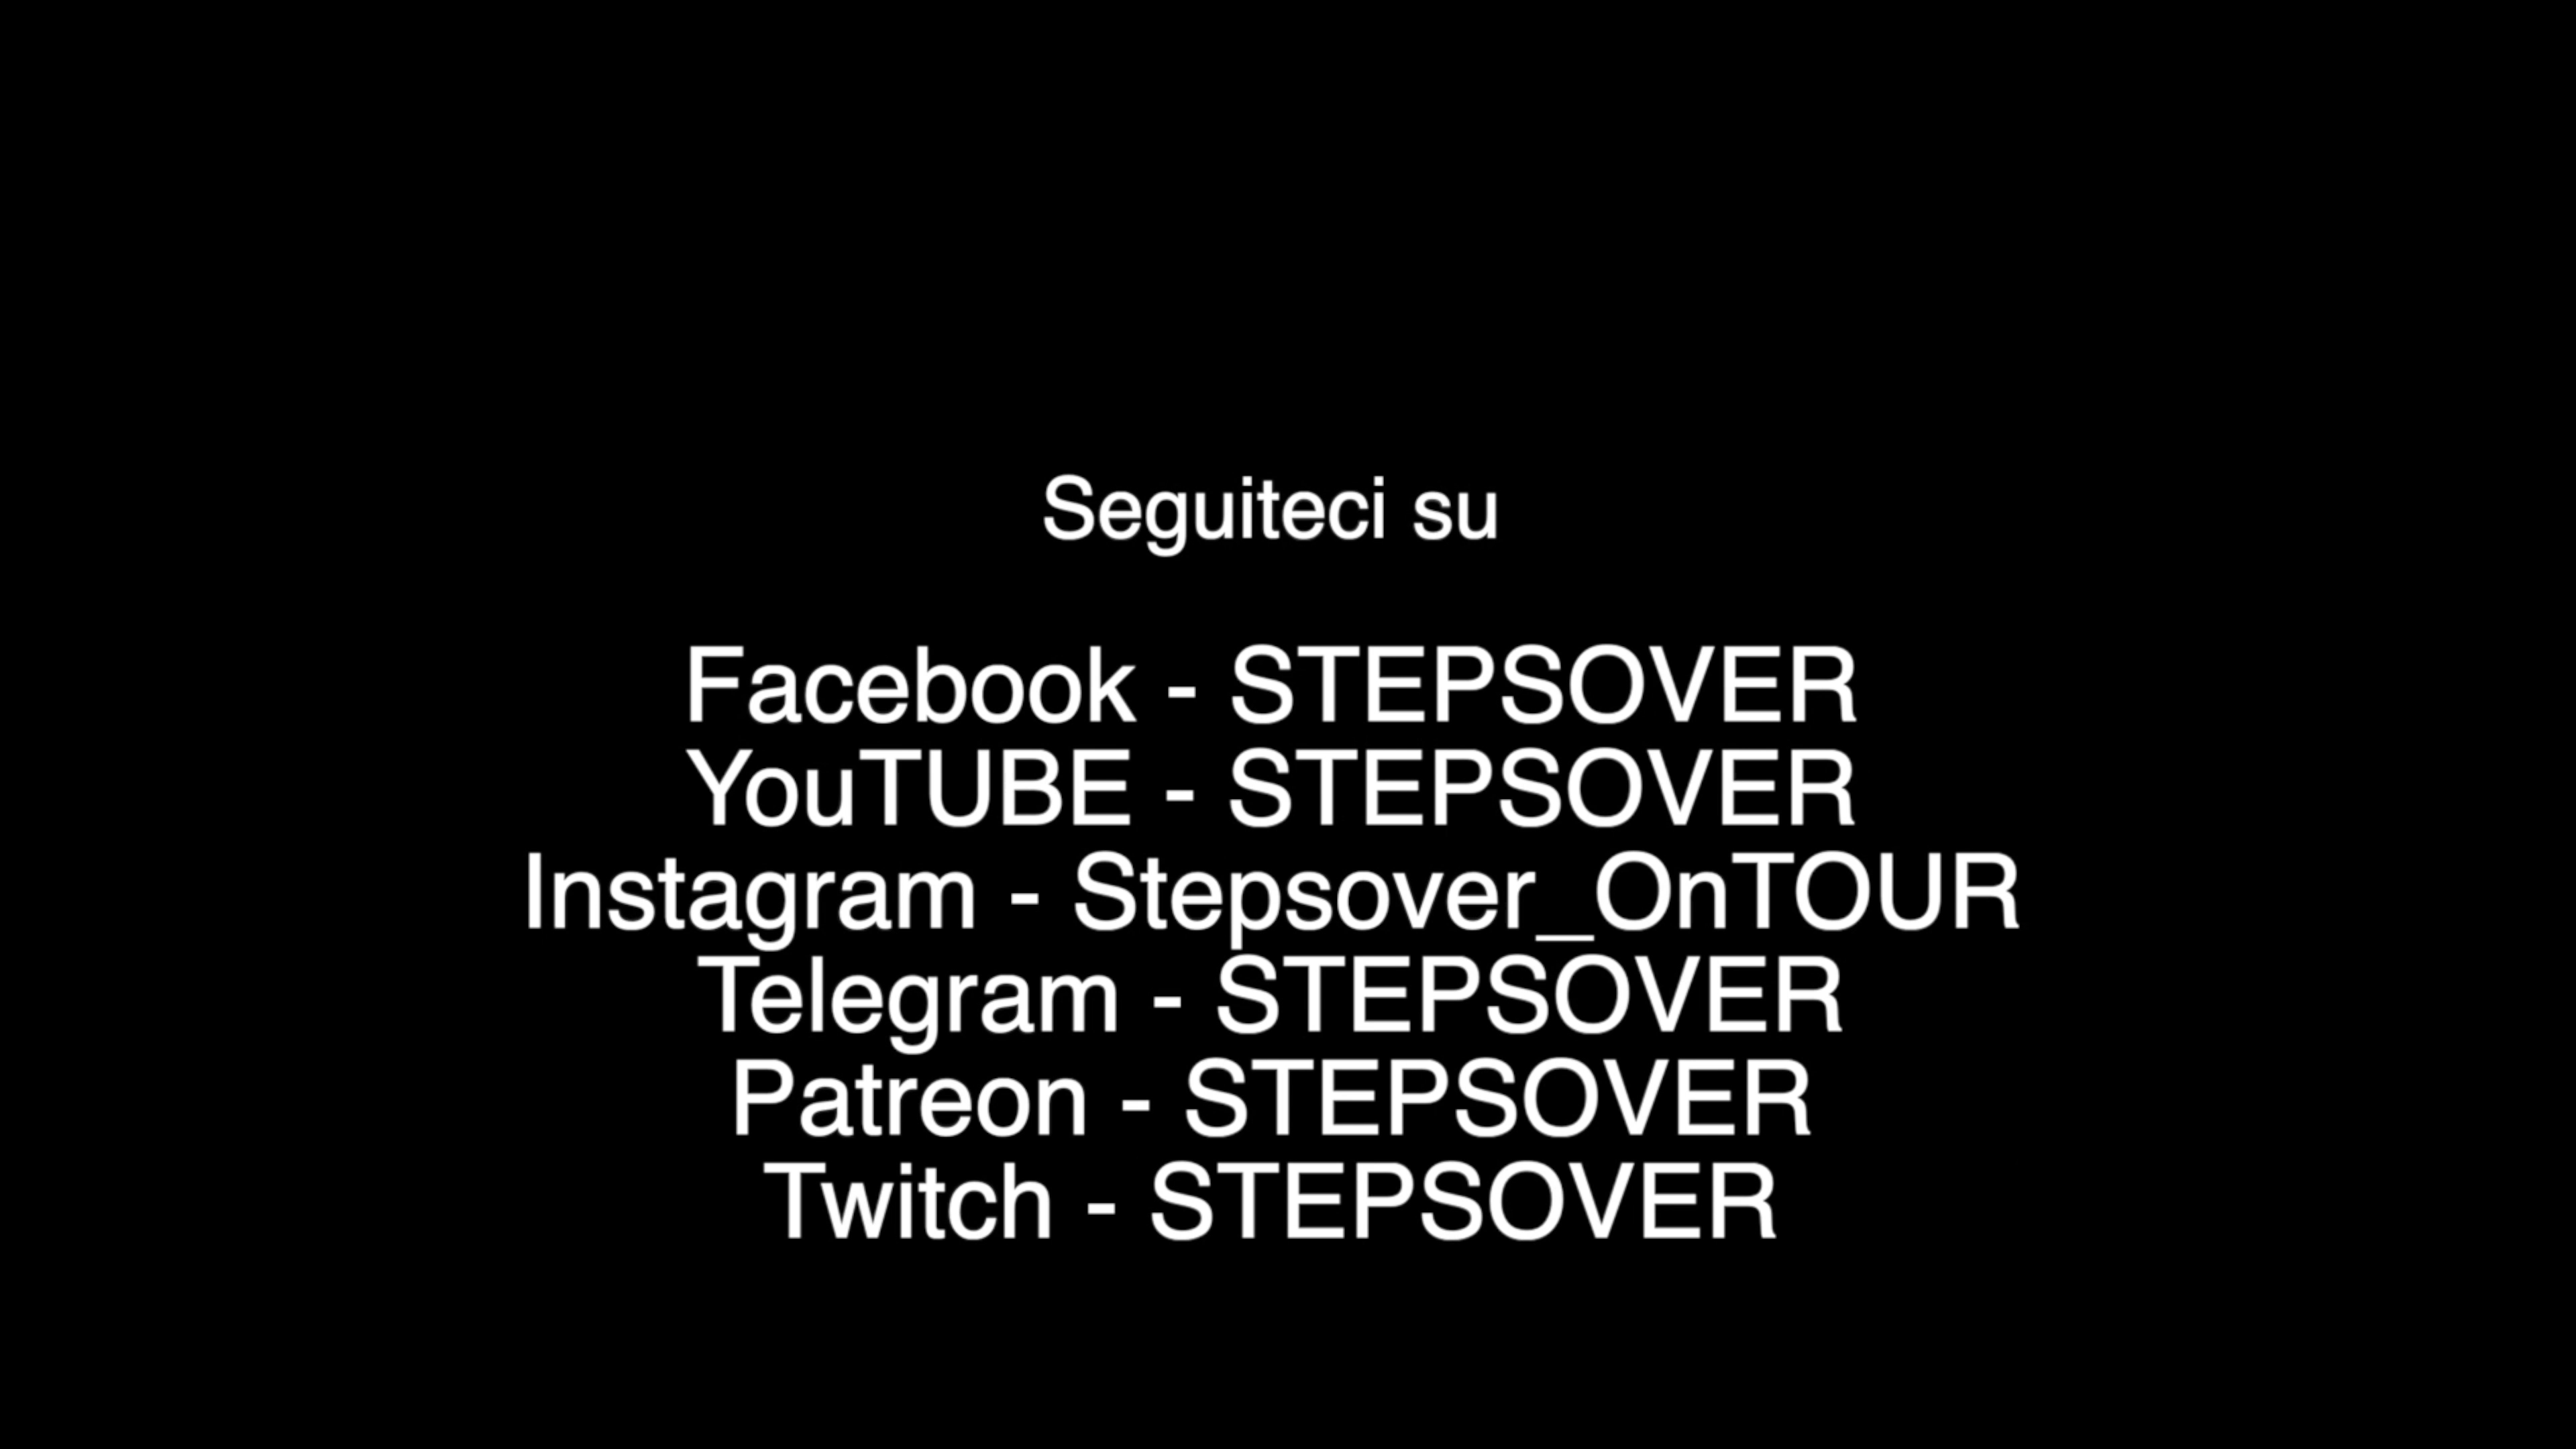 Seguiteci su
Facebook - STEPSOVER
YouTUBE - STEPSOVER
Instagram - Stepsover_OnTOUR
Telegram - STEPSOVER
Patreon - STEPSOVER
Twitch - STEPSOVER